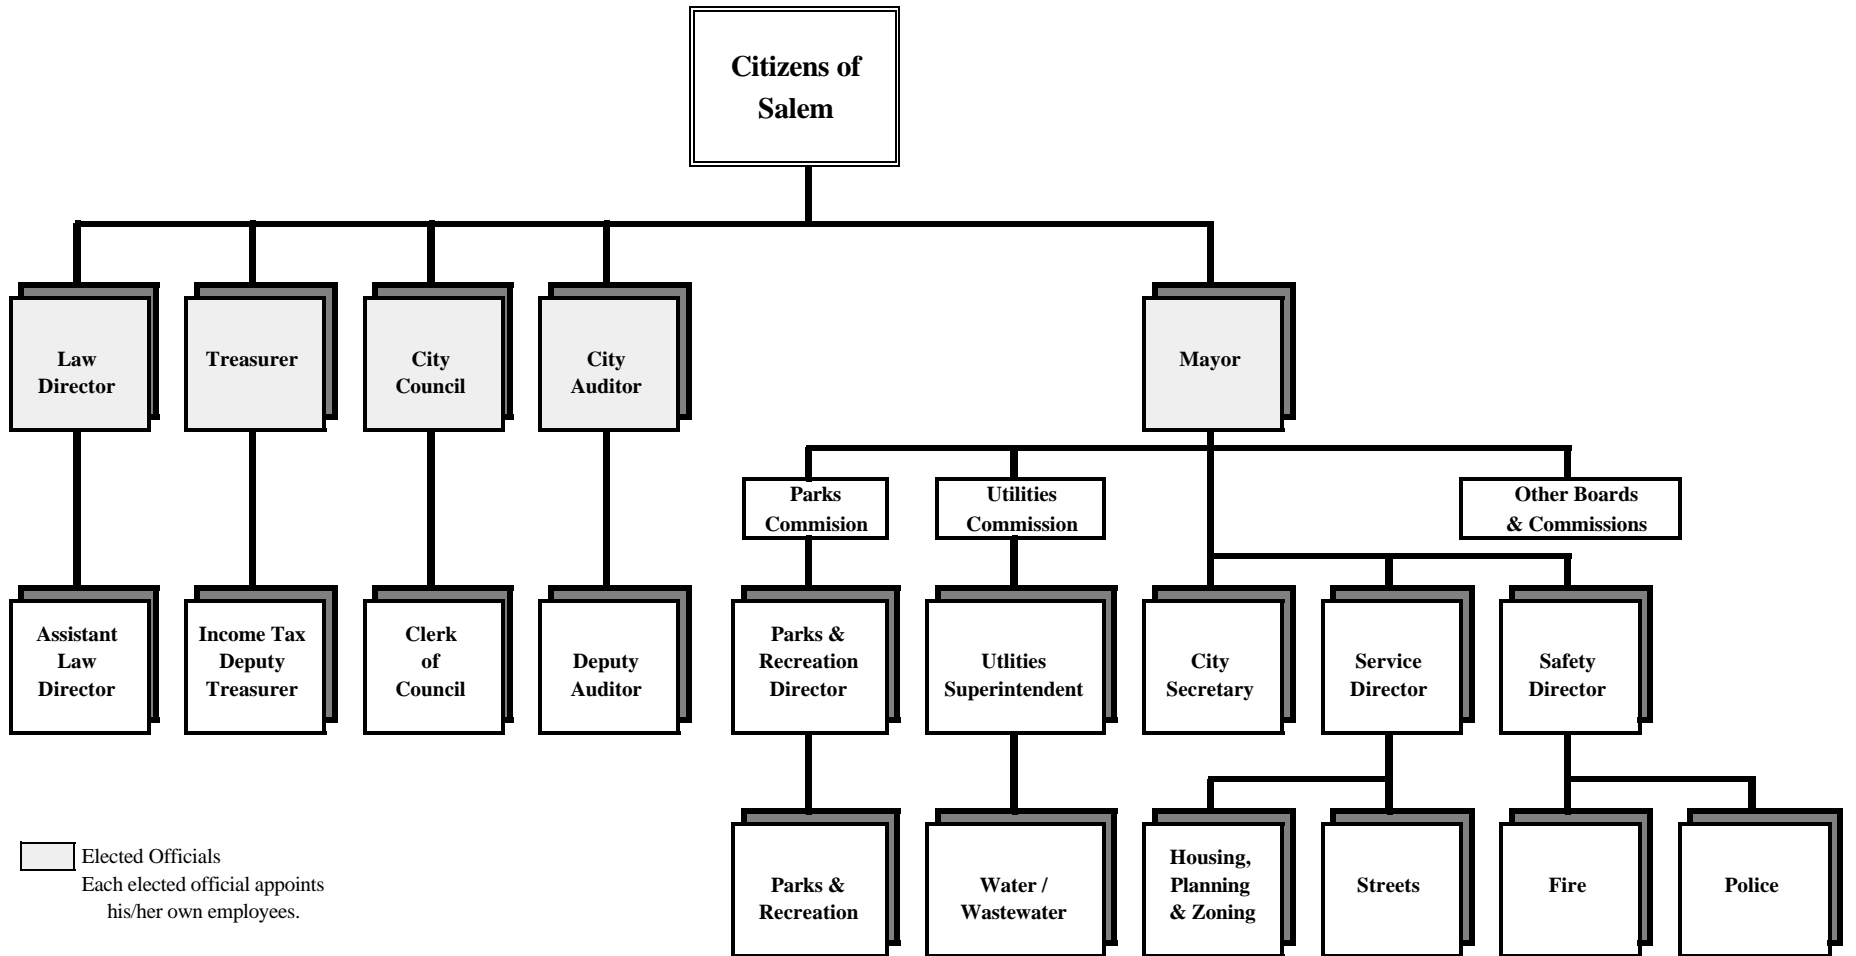 Citizens of
Salem
Law
Director
Treasurer
City
Council
City
Auditor
Mayor
Parks
Commision
Utilities
Commission
Other Boards
& Commissions
Assistant
Law
Director
Income Tax
Deputy
Treasurer
Clerk
of
Council
Deputy
Auditor
Parks &
Recreation
Director
Utlities
Superintendent
City
Secretary
Service
Director
Safety
Director
Parks &
Recreation
Water /
Wastewater
Housing,
Planning
& Zoning
Streets
Fire
Police
Elected Officials
Each elected official appoints
his/her own employees.